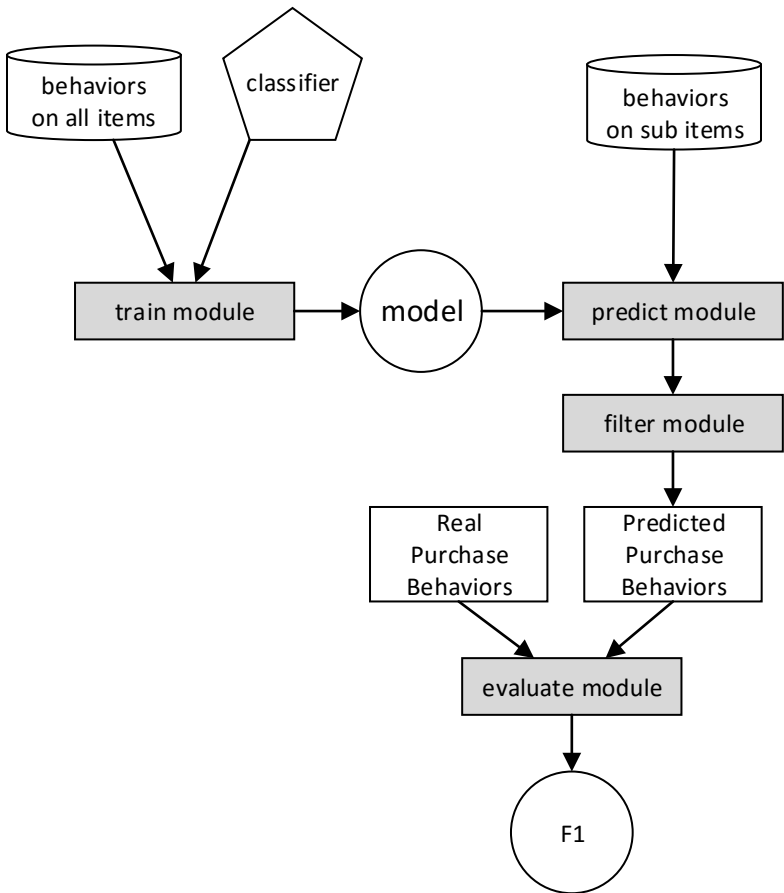 behaviors
on all items
classifier
behaviors
on sub items
train module
model
predict module
filter module
Real
Purchase
Behaviors
Predicted
Purchase
Behaviors
evaluate module
F1